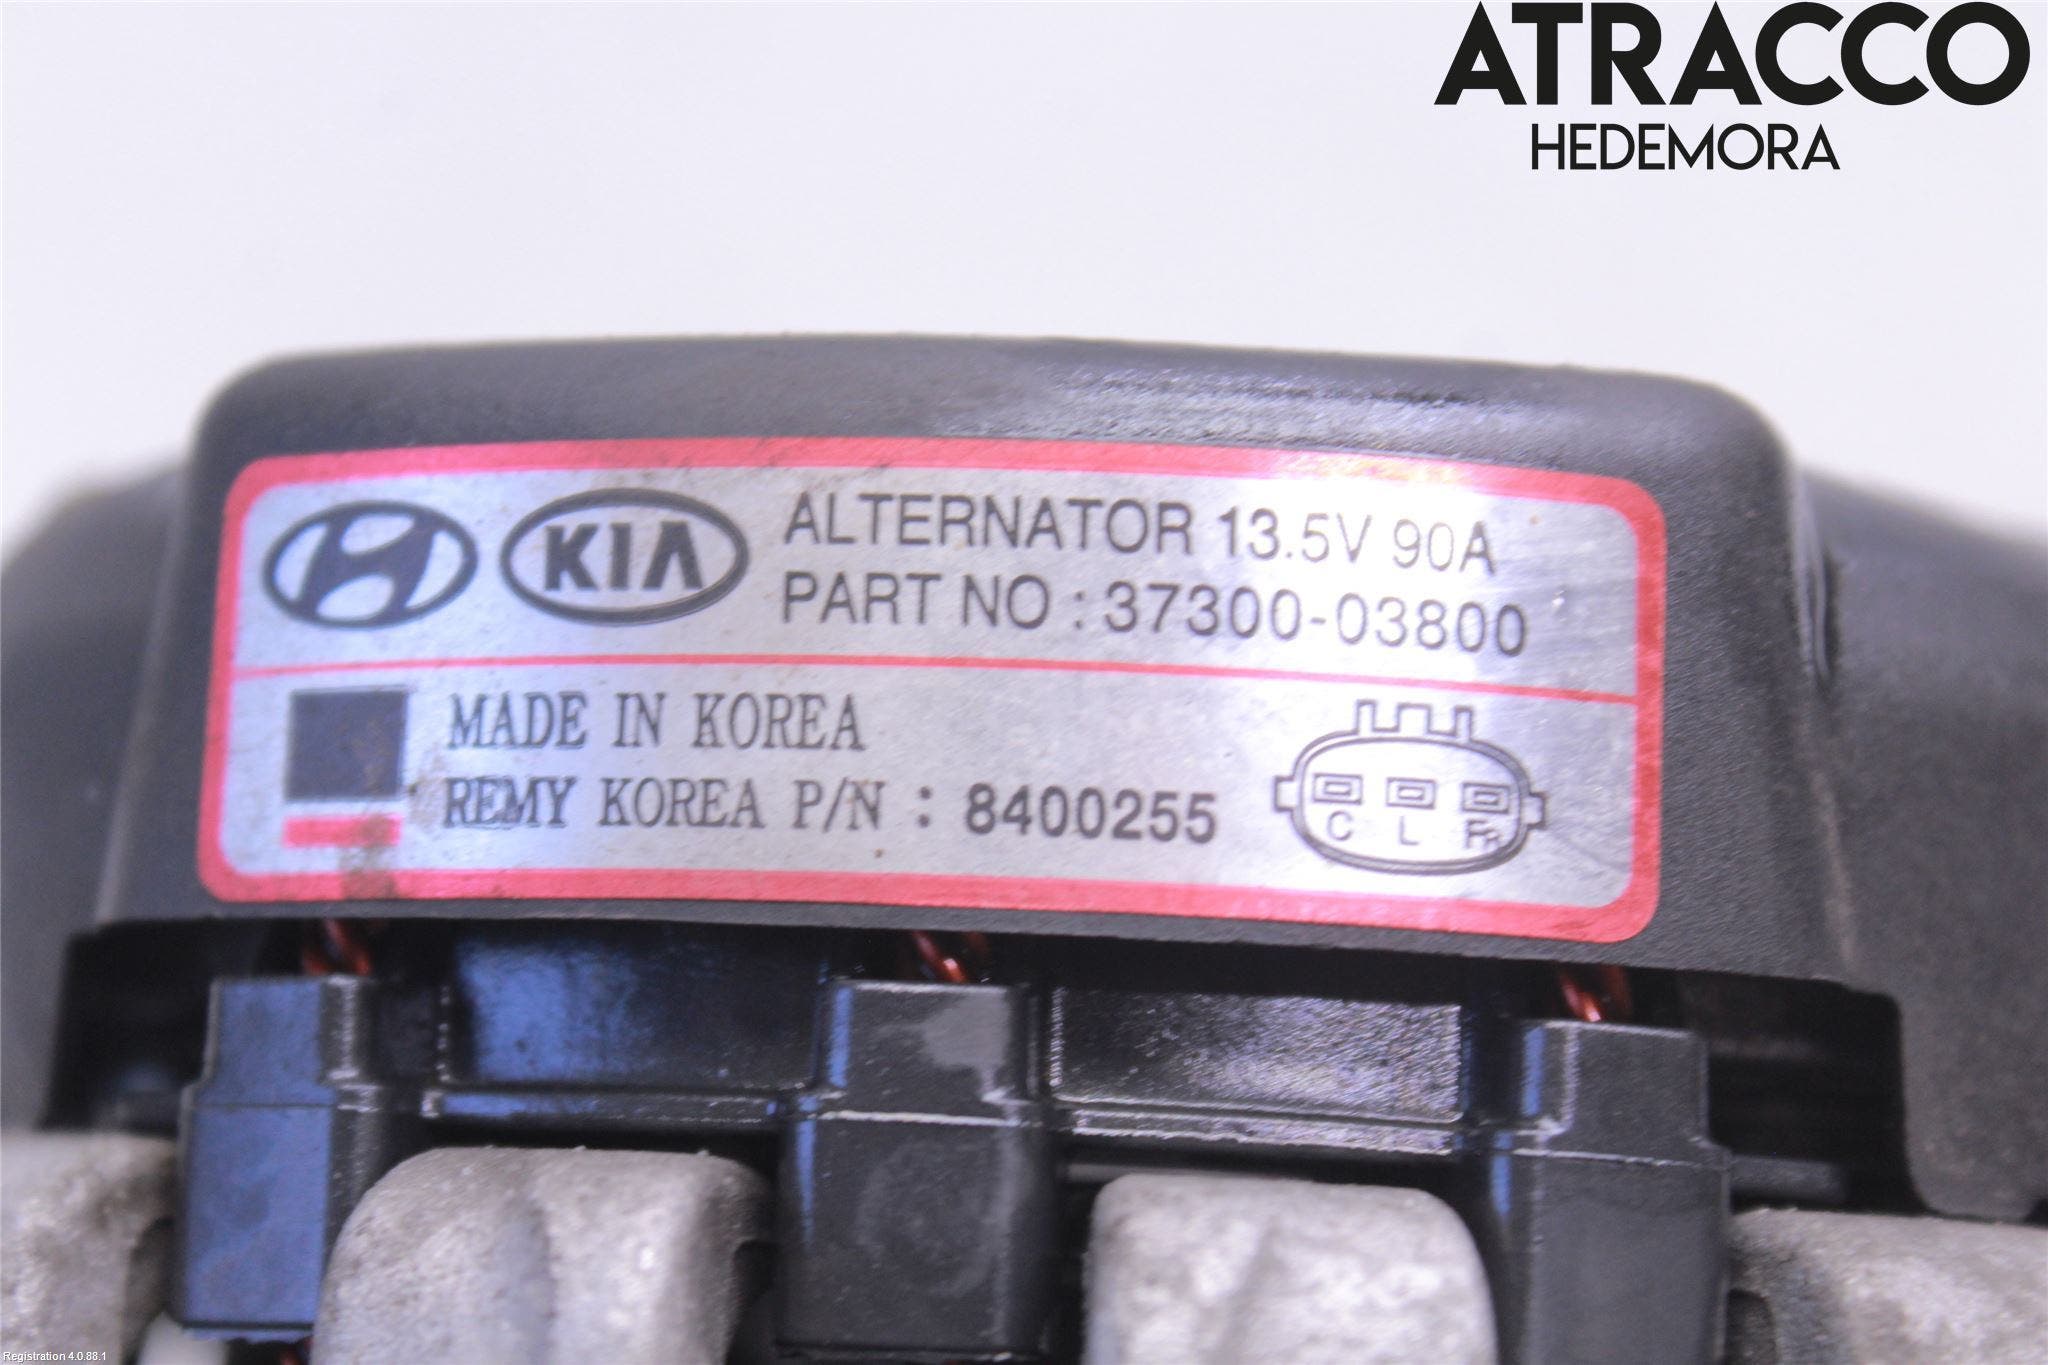 ATRACCO
HEDEMORA
KIA
ALTERNATOR 13.5V 90A
PART NO : 37300-03800
MADE IN KOREA
REMY KOREA P/N : 8400255
C L FR
Registration 4.0.88.1